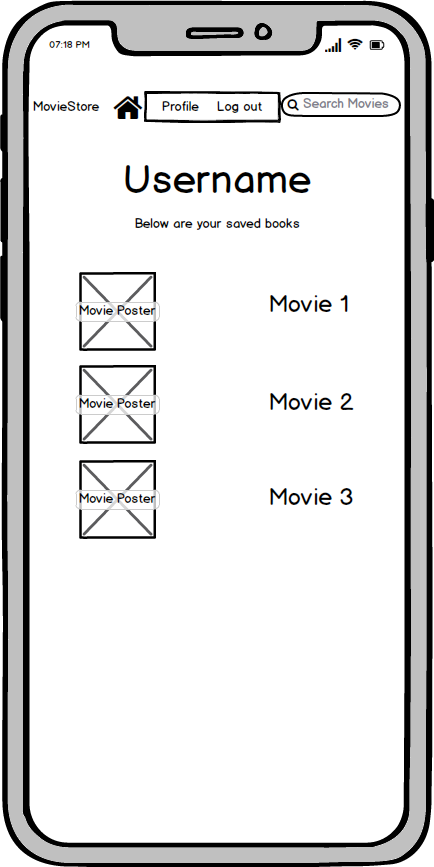 07:18 PM
MovieStore Profile Log out Search Movies
Username
Below are your saved books
Movie Poster Movie 1
Movie Poster Movie 2
Movie Poster Movie 3